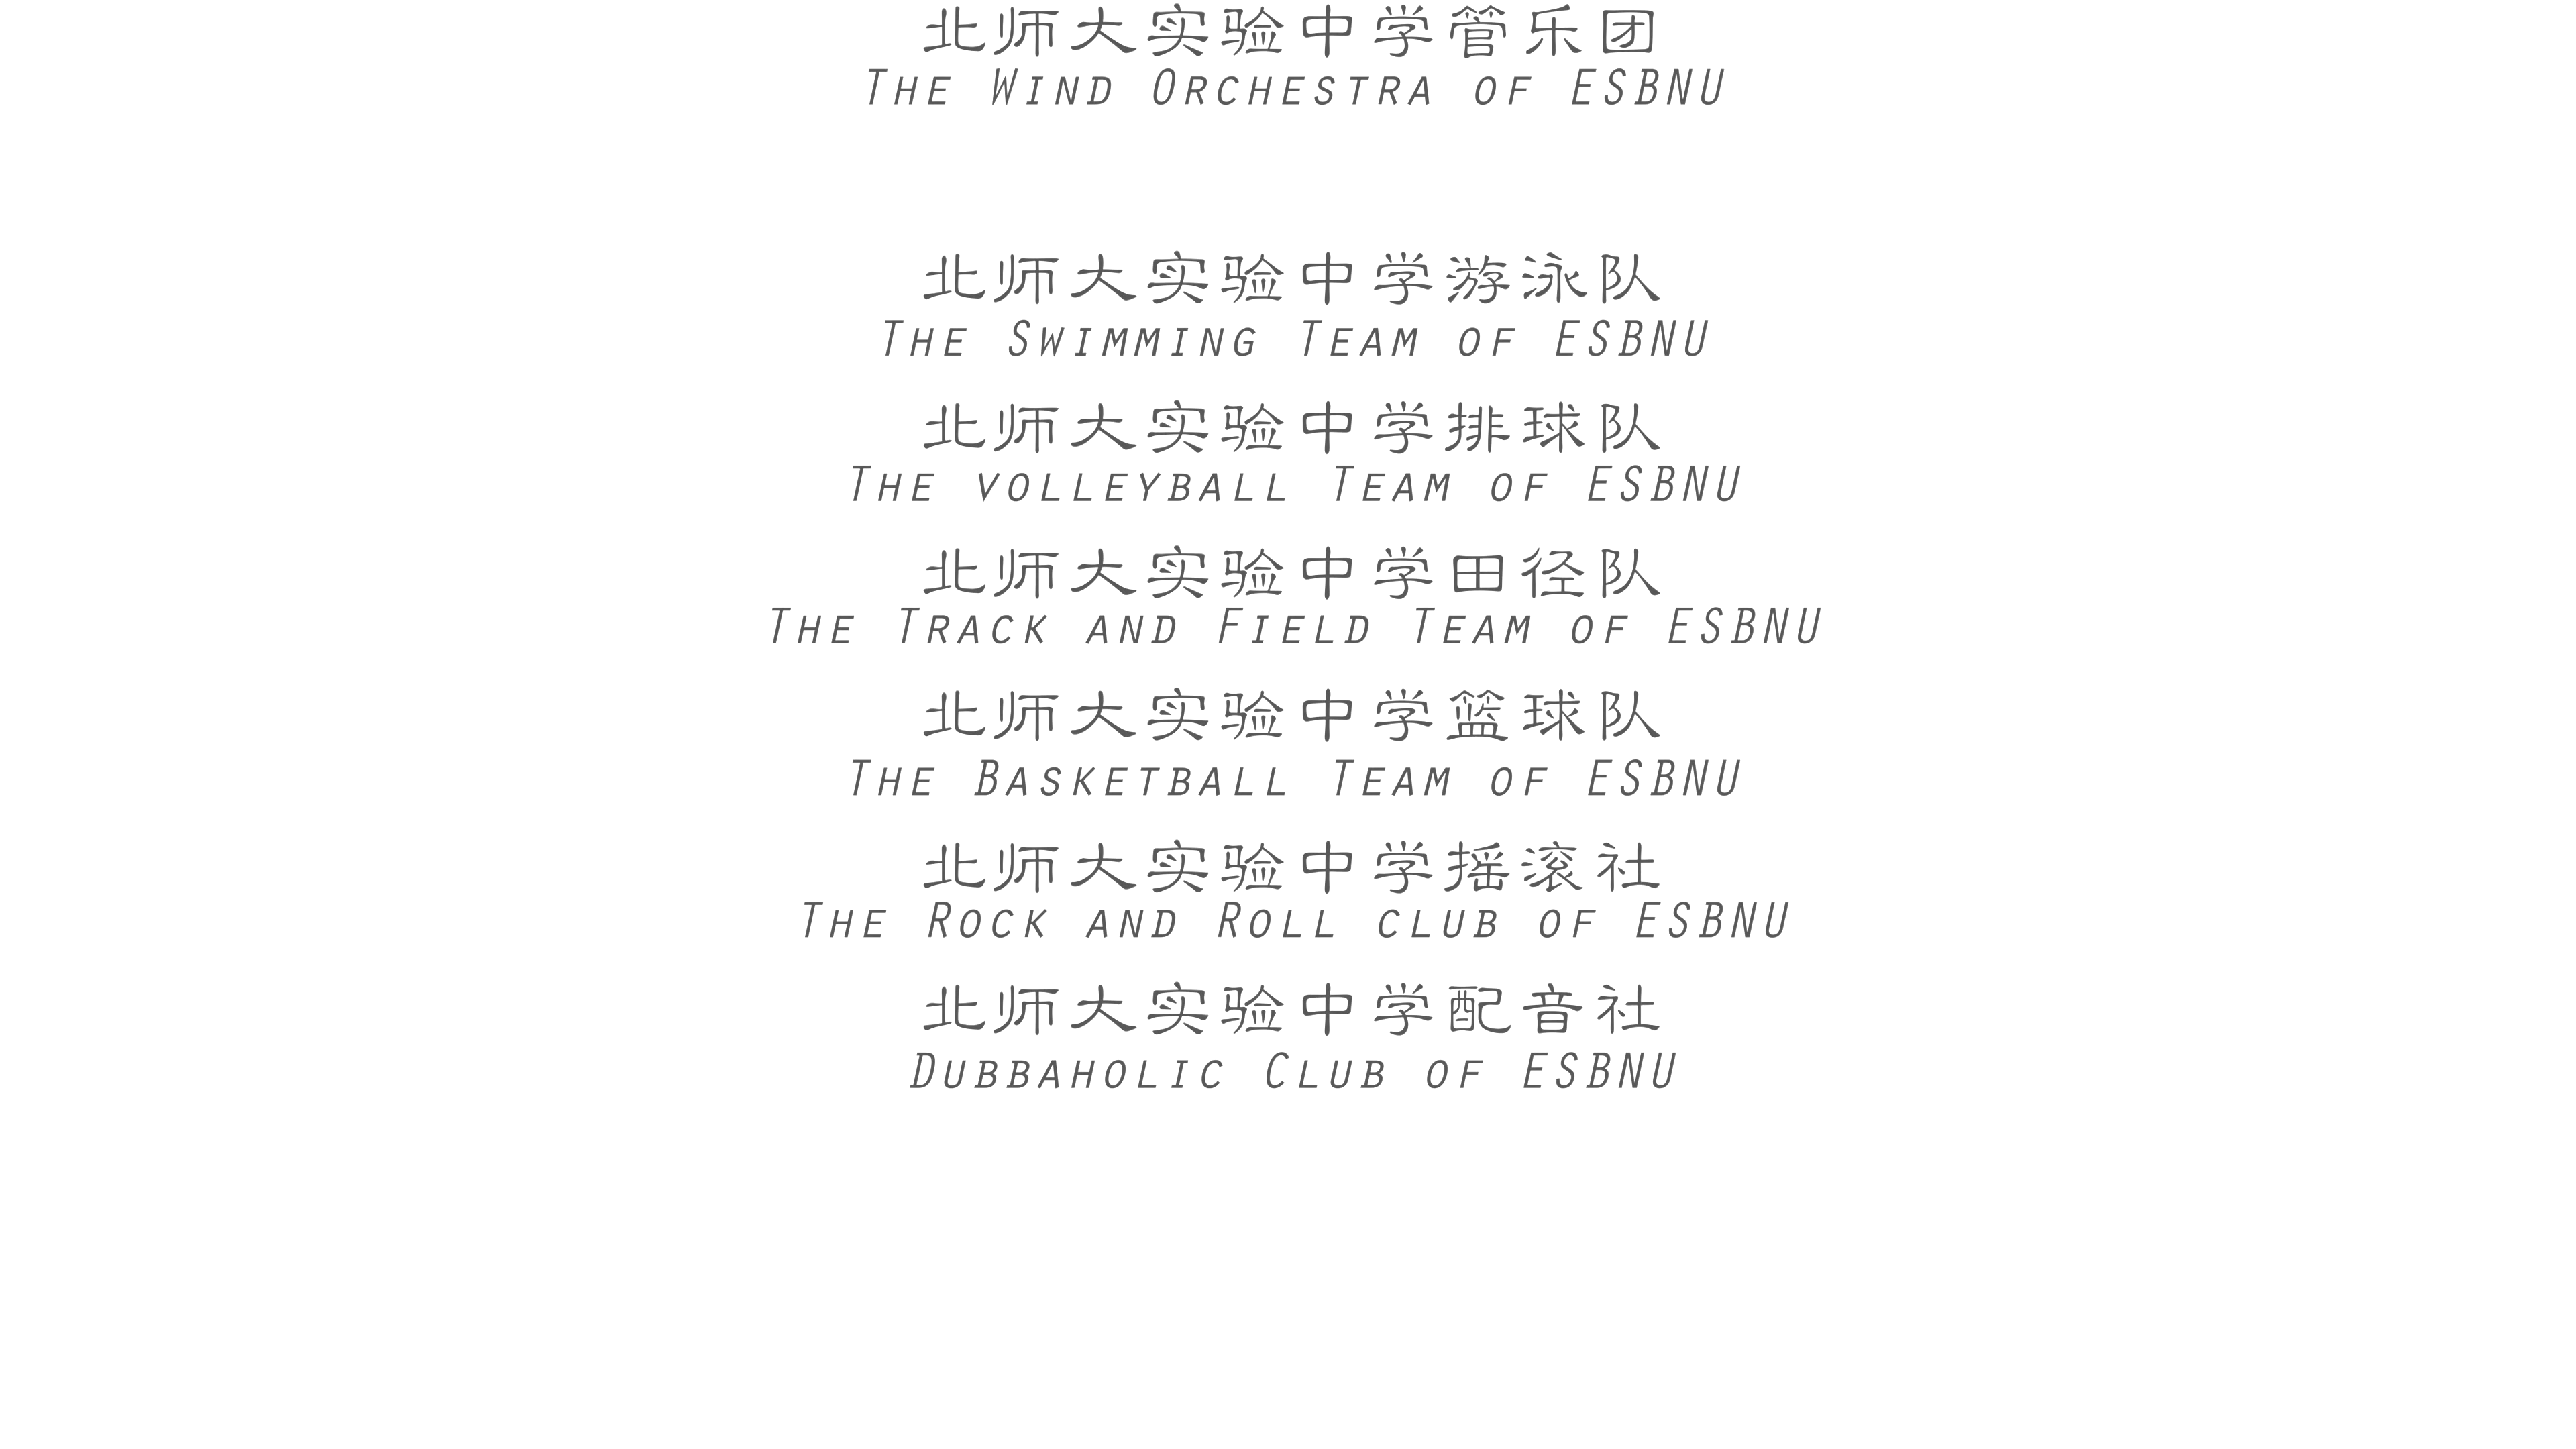 北师大实验中学管乐团
The Wind Orchestra of ESBNU
北师大实验中学游泳队
The Swimming Team of ESBNU
北师大实验中学排球队
The volleyball Team of ESBNU
北师大实验中学田径队
The Track and Field Team of ESBNU
北师大实验中学篮球队
The Basketball Team of ESBNU
北师大实验中学摇滚社
The Rock and Roll club of ESBNU
北师大实验中学配音社
Dubbaholic Club of ESBNU